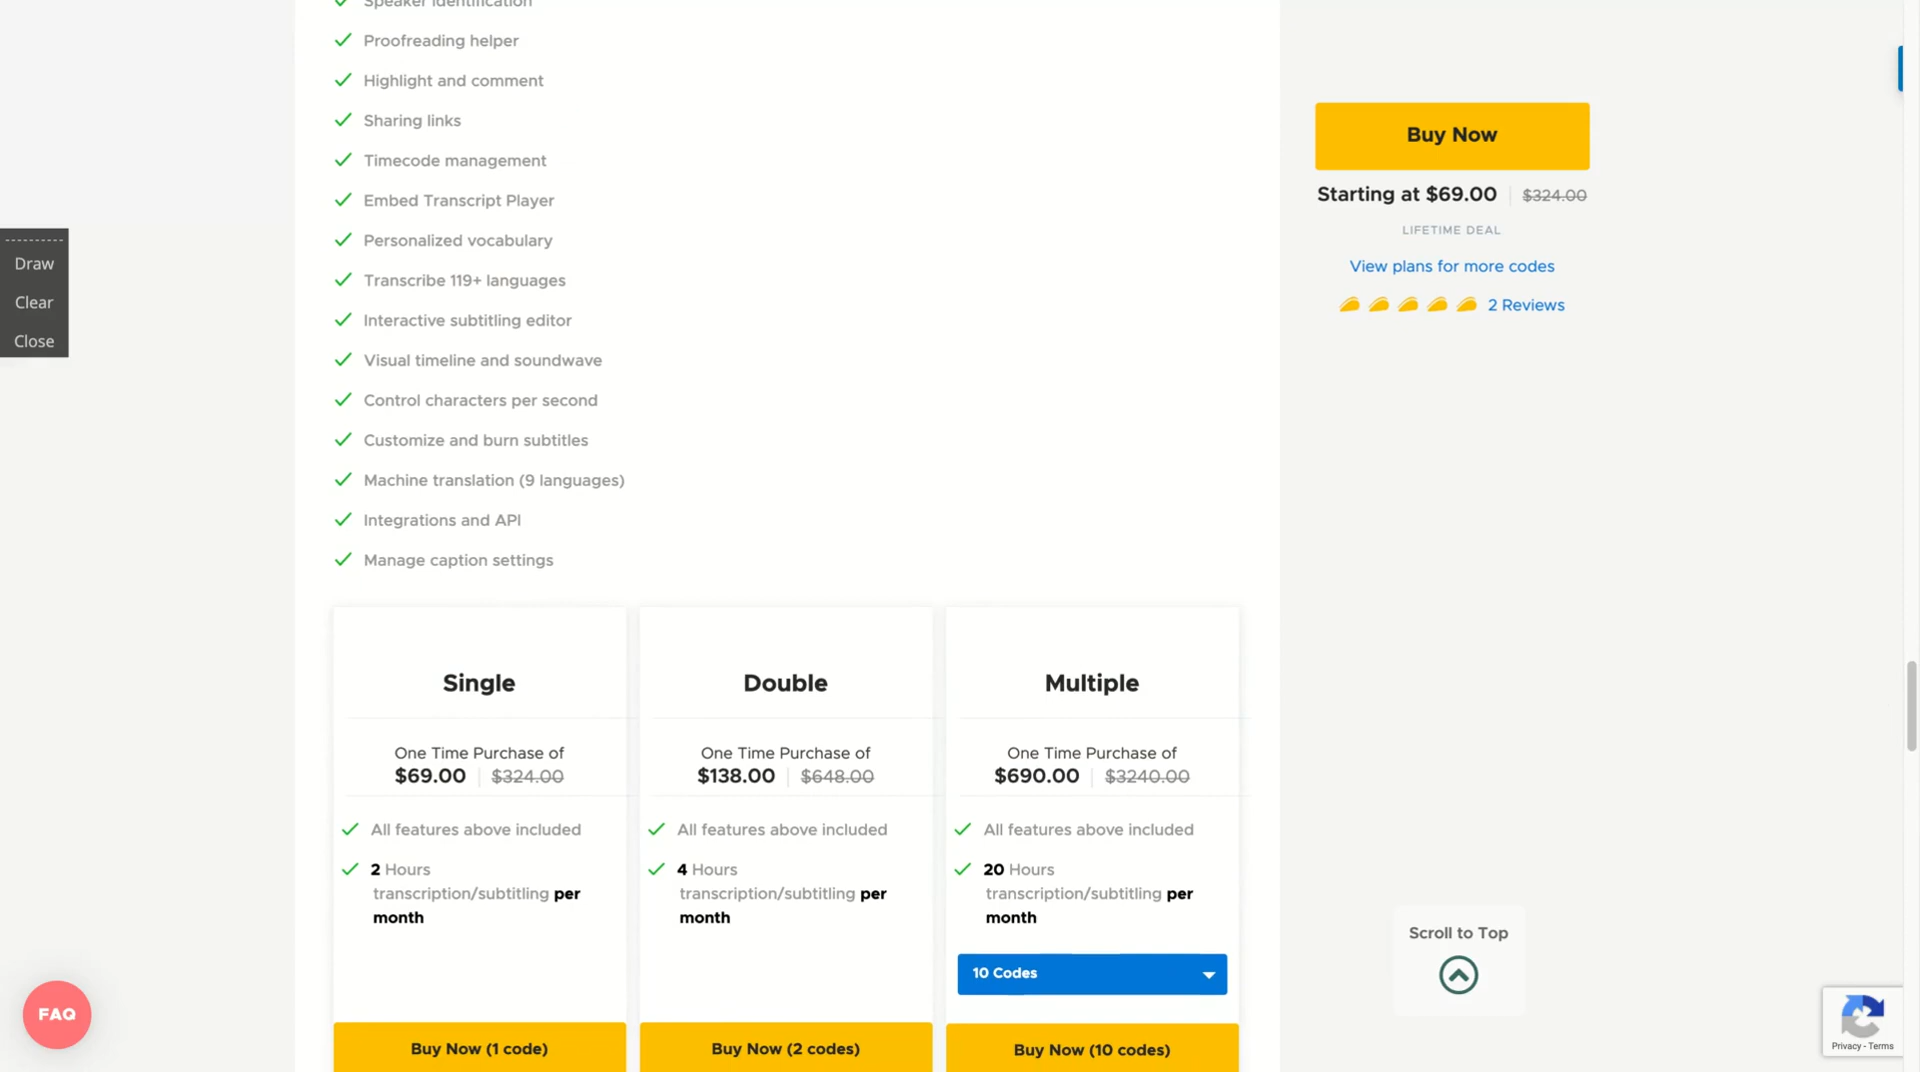 Speaker identification
Proofreading helper
Highlight and comment
Sharing links
Timecode management
Embed Transcript Player
Personalized vocabulary
Transcribe 119+ languages
Interactive subtitling editor
Visual timeline and soundwave
Control characters per second
Customize and burn subtitles
Machine translation (9 languages)
Integrations and API
Manage caption settings
Draw
Clear
Close
Buy Now
Starting at $69.00 $324.00
LIFETIME DEAL
View plans for more codes
2 Reviews
Single
One Time Purchase of
$69.00 $324.00
All features above included
2 Hours
transcription/subtitling per
month
Buy Now (1 code)
Double
One Time Purchase of
$138.00 $648.00
All features above included
4 Hours
transcription/subtitling per
month
Buy Now (2 codes)
Multiple
One Time Purchase of
$690.00 $3240.00
All features above included
20 Hours
transcription/subtitling per
month
10 Codes
Buy Now (10 codes)
Scroll to Top
FAQ
Privacy - Terms